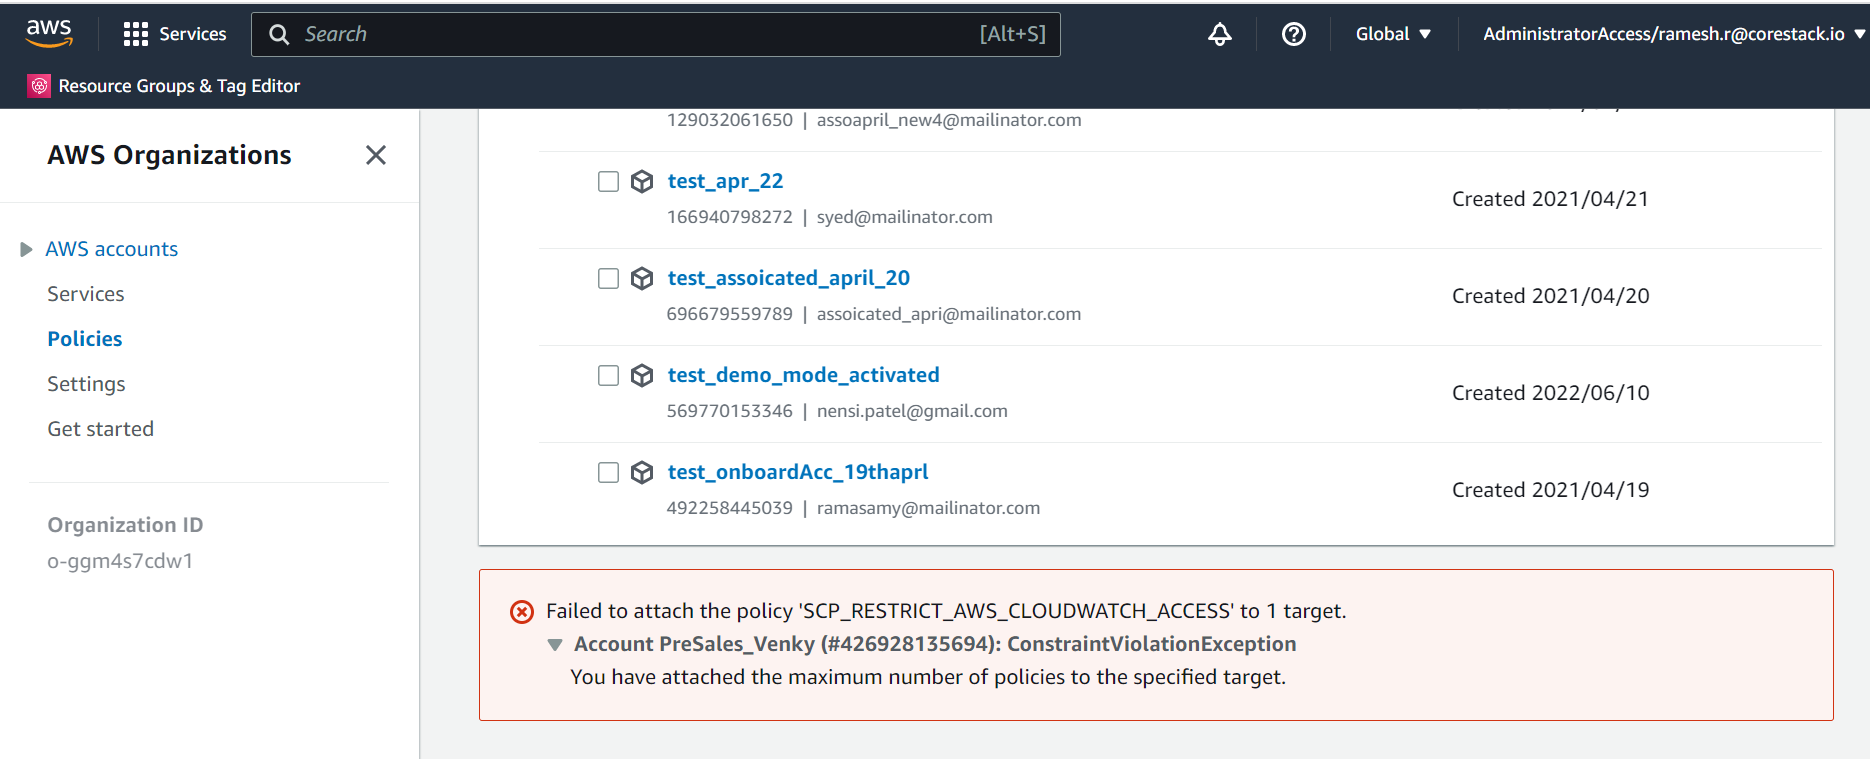 aws
Services
Search
[Alt+S]
Global
AdministratorAccess/ramesh.r@corestack.io
Resource Groups & Tag Editor
AWS Organizations
AWS accounts
Services
Policies
Settings
Get started
Organization ID
o-ggm4s7cdw1
129032061650 | assoapril_new4@mailinator.com
test_apr_22
166940798272 | syed@mailinator.com
Created 2021/04/21
test_assoicated_april_20
696679559789 | assoicated_apri@mailinator.com
Created 2021/04/20
test_demo_mode_activated
569770153346 | nensi.patel@gmail.com
Created 2022/06/10
test_onboardAcc_19thaprl
492258445039 | ramasamy@mailinator.com
Created 2021/04/19
Failed to attach the policy 'SCP_RESTRICT_AWS_CLOUDWATCH_ACCESS' to 1 target.
Account PreSales_Venky (#426928135694): ConstraintViolationException
You have attached the maximum number of policies to the specified target.